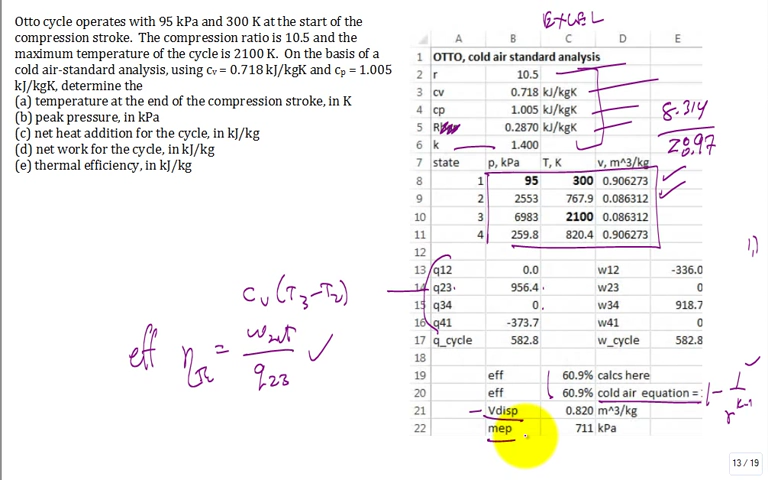 Otto cycle operates with 95 kPa and 300 K at the start of the
compression stroke. The compression ratio is 10.5 and the
maximum temperature of the cycle is 2100 K. On the basis of a
cold air-standard analysis, using cv = 0.718 kJ/kgK and cp = 1.005
kJ/kgK, determine the
(a) temperature at the end of the compression stroke, in K
(b) peak pressure, in kPa
(c) net heat addition for the cycle, in kJ/kg
(d) net work for the cycle, in kJ/kg
(e) thermal efficiency, in kJ/kg
cv(T3-T2)
eff η = wnet / q23
EXCEL
A B C D E
1 OTTO, cold air standard analysis
2 r 10.5
3 cv 0.718 kJ/kgK
4 cp 1.005 kJ/kgK
5 R 0.2870 kJ/kgK
6 k 1.400
7 state p, kPa T, K v, m^3/kg
8 1 95 300 0.906273
9 2 2553 767.9 0.086312
10 3 6983 2100 0.086312
11 4 259.8 820.4 0.906273
12
13 q12 0.0 w12 -336.0
14 q23 956.4 w23 0
15 q34 0 w34 918.7
16 q41 -373.7 w41 0
17 q_cycle 582.8 w_cycle 582.8
18
19 eff 60.9% calcs here
20 eff 60.9% cold air equation =
21 Vdisp 0.820 m^3/kg
22 mep 711 kPa
8.314
28.97
1 - 1/r^k-1
13 / 19